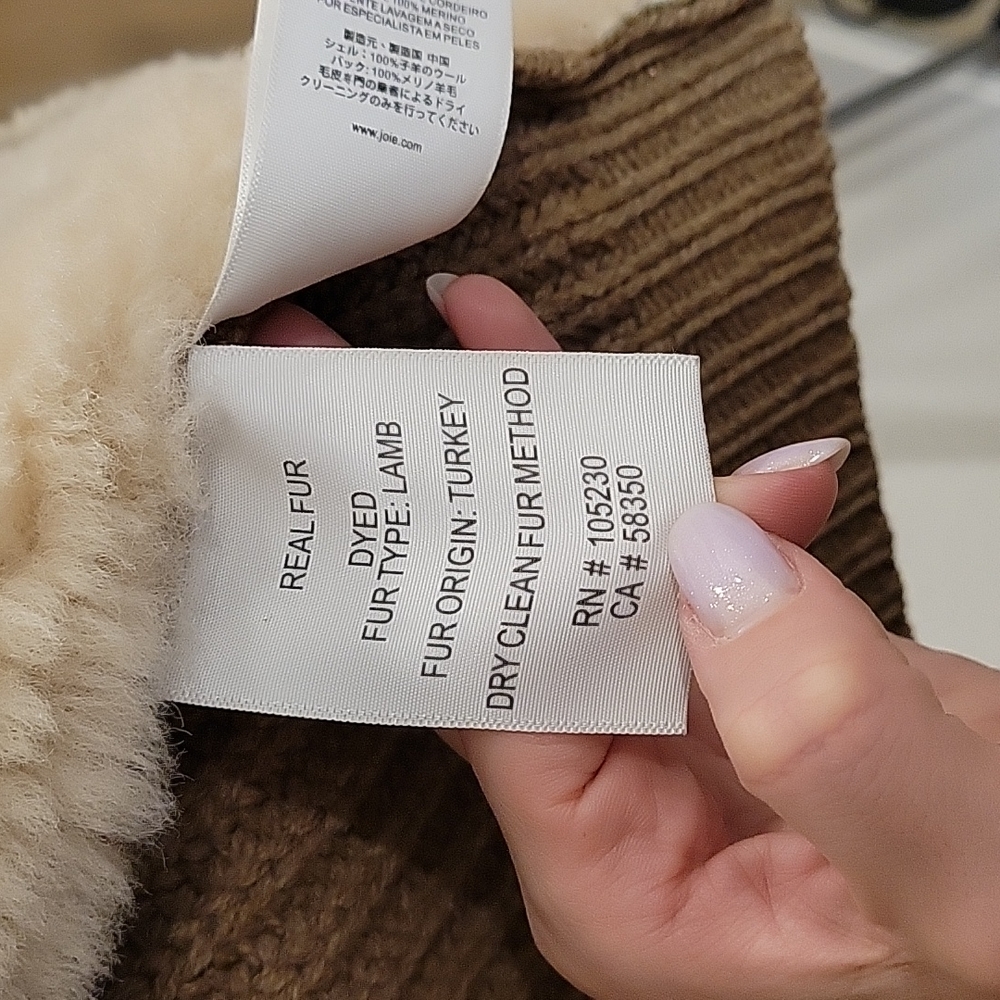 CORDEIRO
100% MERINO
LAVAGEM A SECO
POR ESPECIALISTA EM PELES
製造元、製造国 中国
シェル：100%子羊のウール
バック：100%メリノ羊毛
毛皮専門の業者によるドライ
クリーニングのみを行ってください
www.joie.com
REAL FUR
DYED
FUR TYPE: LAMB
FUR ORIGIN: TURKEY
DRY CLEAN FUR METHOD
RN # 105230
CA # 58350